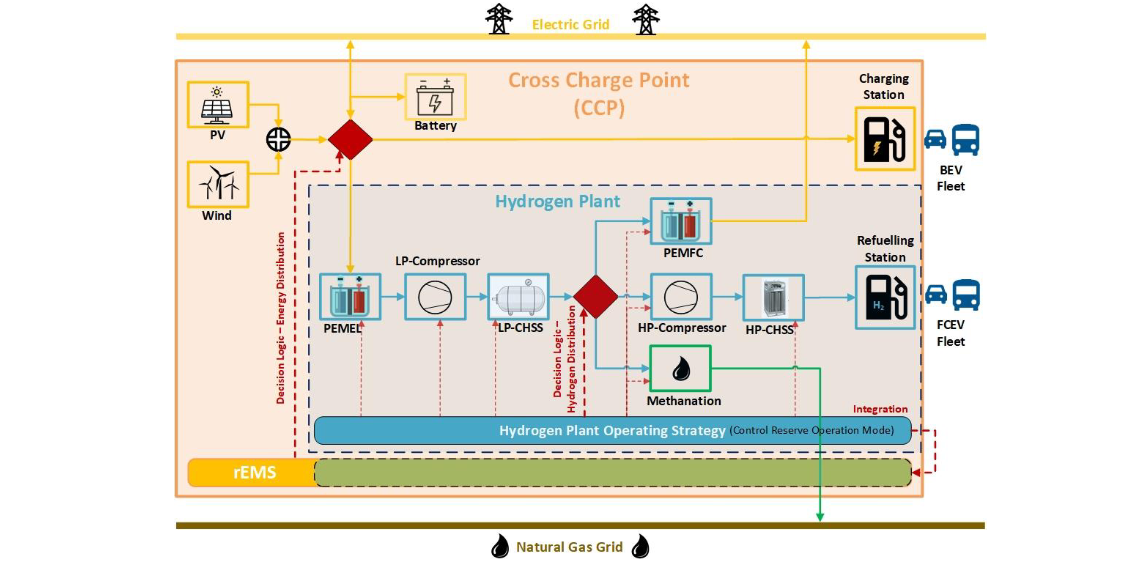 Electric Grid
Cross Charge Point
(CCP)
Charging
Station
PV
Battery
BEV
Fleet
Wind
Hydrogen Plant
PEMFC
Refuelling
Station
LP-Compressor
Decision Logic – Energy Distribution
PEMEL
LP-CHSS
HP-Compressor
HP-CHSS
H2
FCEV
Fleet
Decision Logic –
Hydrogen Distribution
Methanation
Integration
Hydrogen Plant Operating Strategy (Control Reserve Operation Mode)
rEMS
Natural Gas Grid